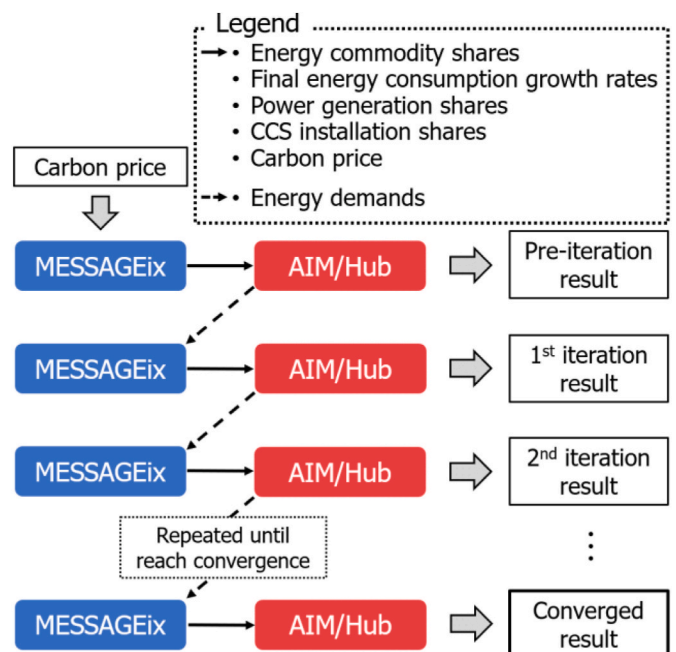 Legend
• Energy commodity shares
• Final energy consumption growth rates
• Power generation shares
• CCS installation shares
• Carbon price
• Energy demands
Carbon price
MESSAGEix
AIM/Hub
Pre-iteration
result
MESSAGEix
AIM/Hub
1st iteration
result
MESSAGEix
AIM/Hub
2nd iteration
result
Repeated until
reach convergence
⋮
MESSAGEix
AIM/Hub
Converged
result